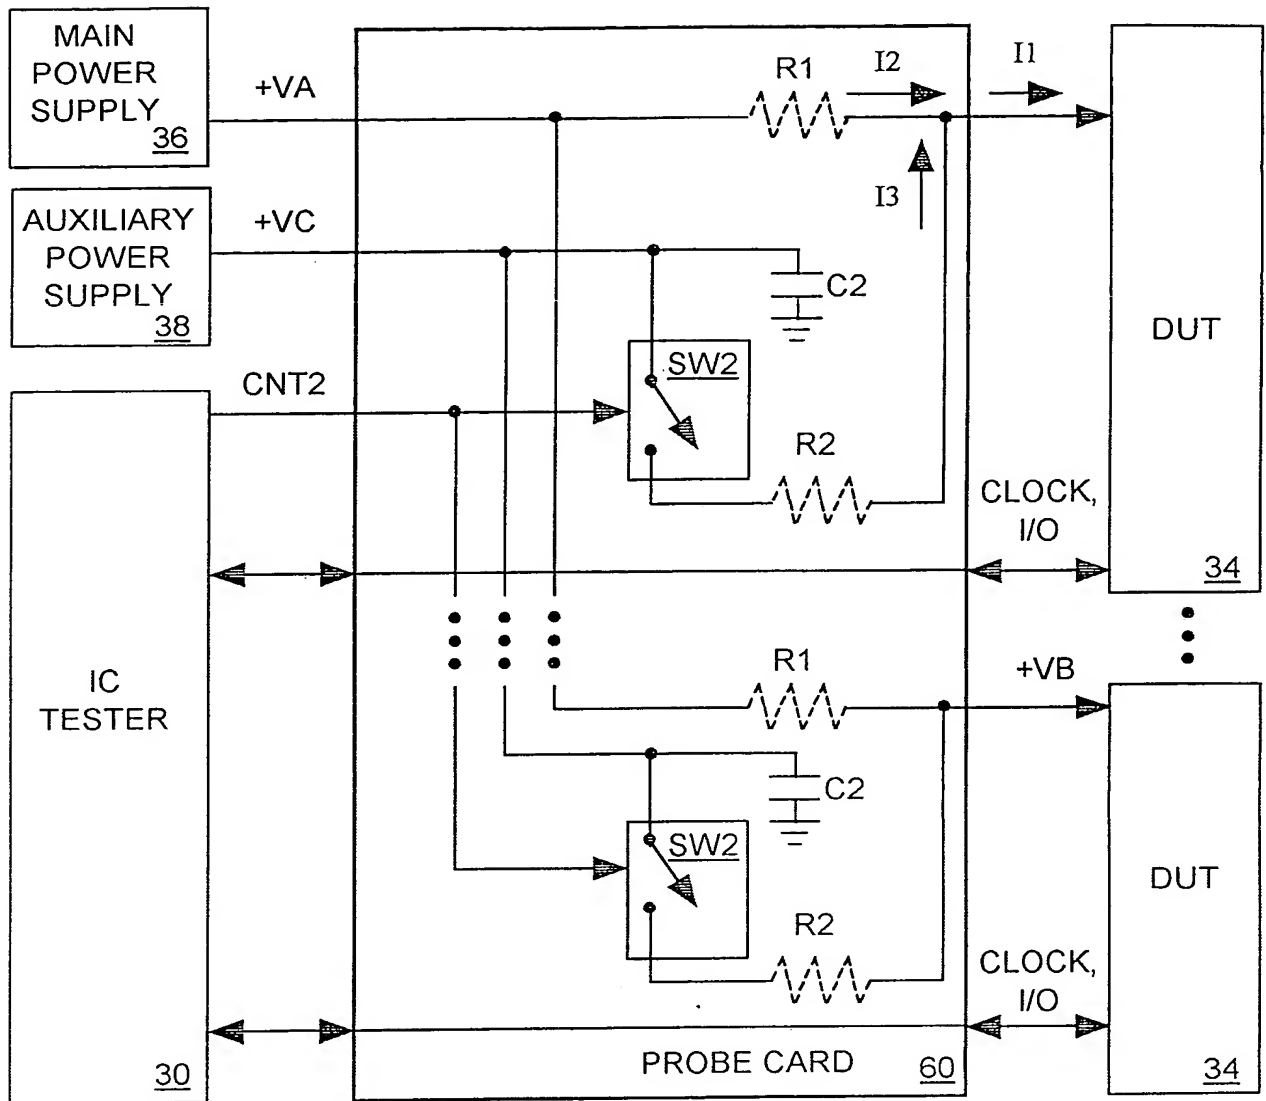 MAIN
POWER
SUPPLY
36
+VA
R1
I2
I1
AUXILIARY
POWER
SUPPLY
38
+VC
I3
C2
DUT
CNT2
SW2
R2
CLOCK,
I/O
34
IC
TESTER
R1
+VB
C2
SW2
DUT
R2
CLOCK,
I/O
30
PROBE CARD
60
34